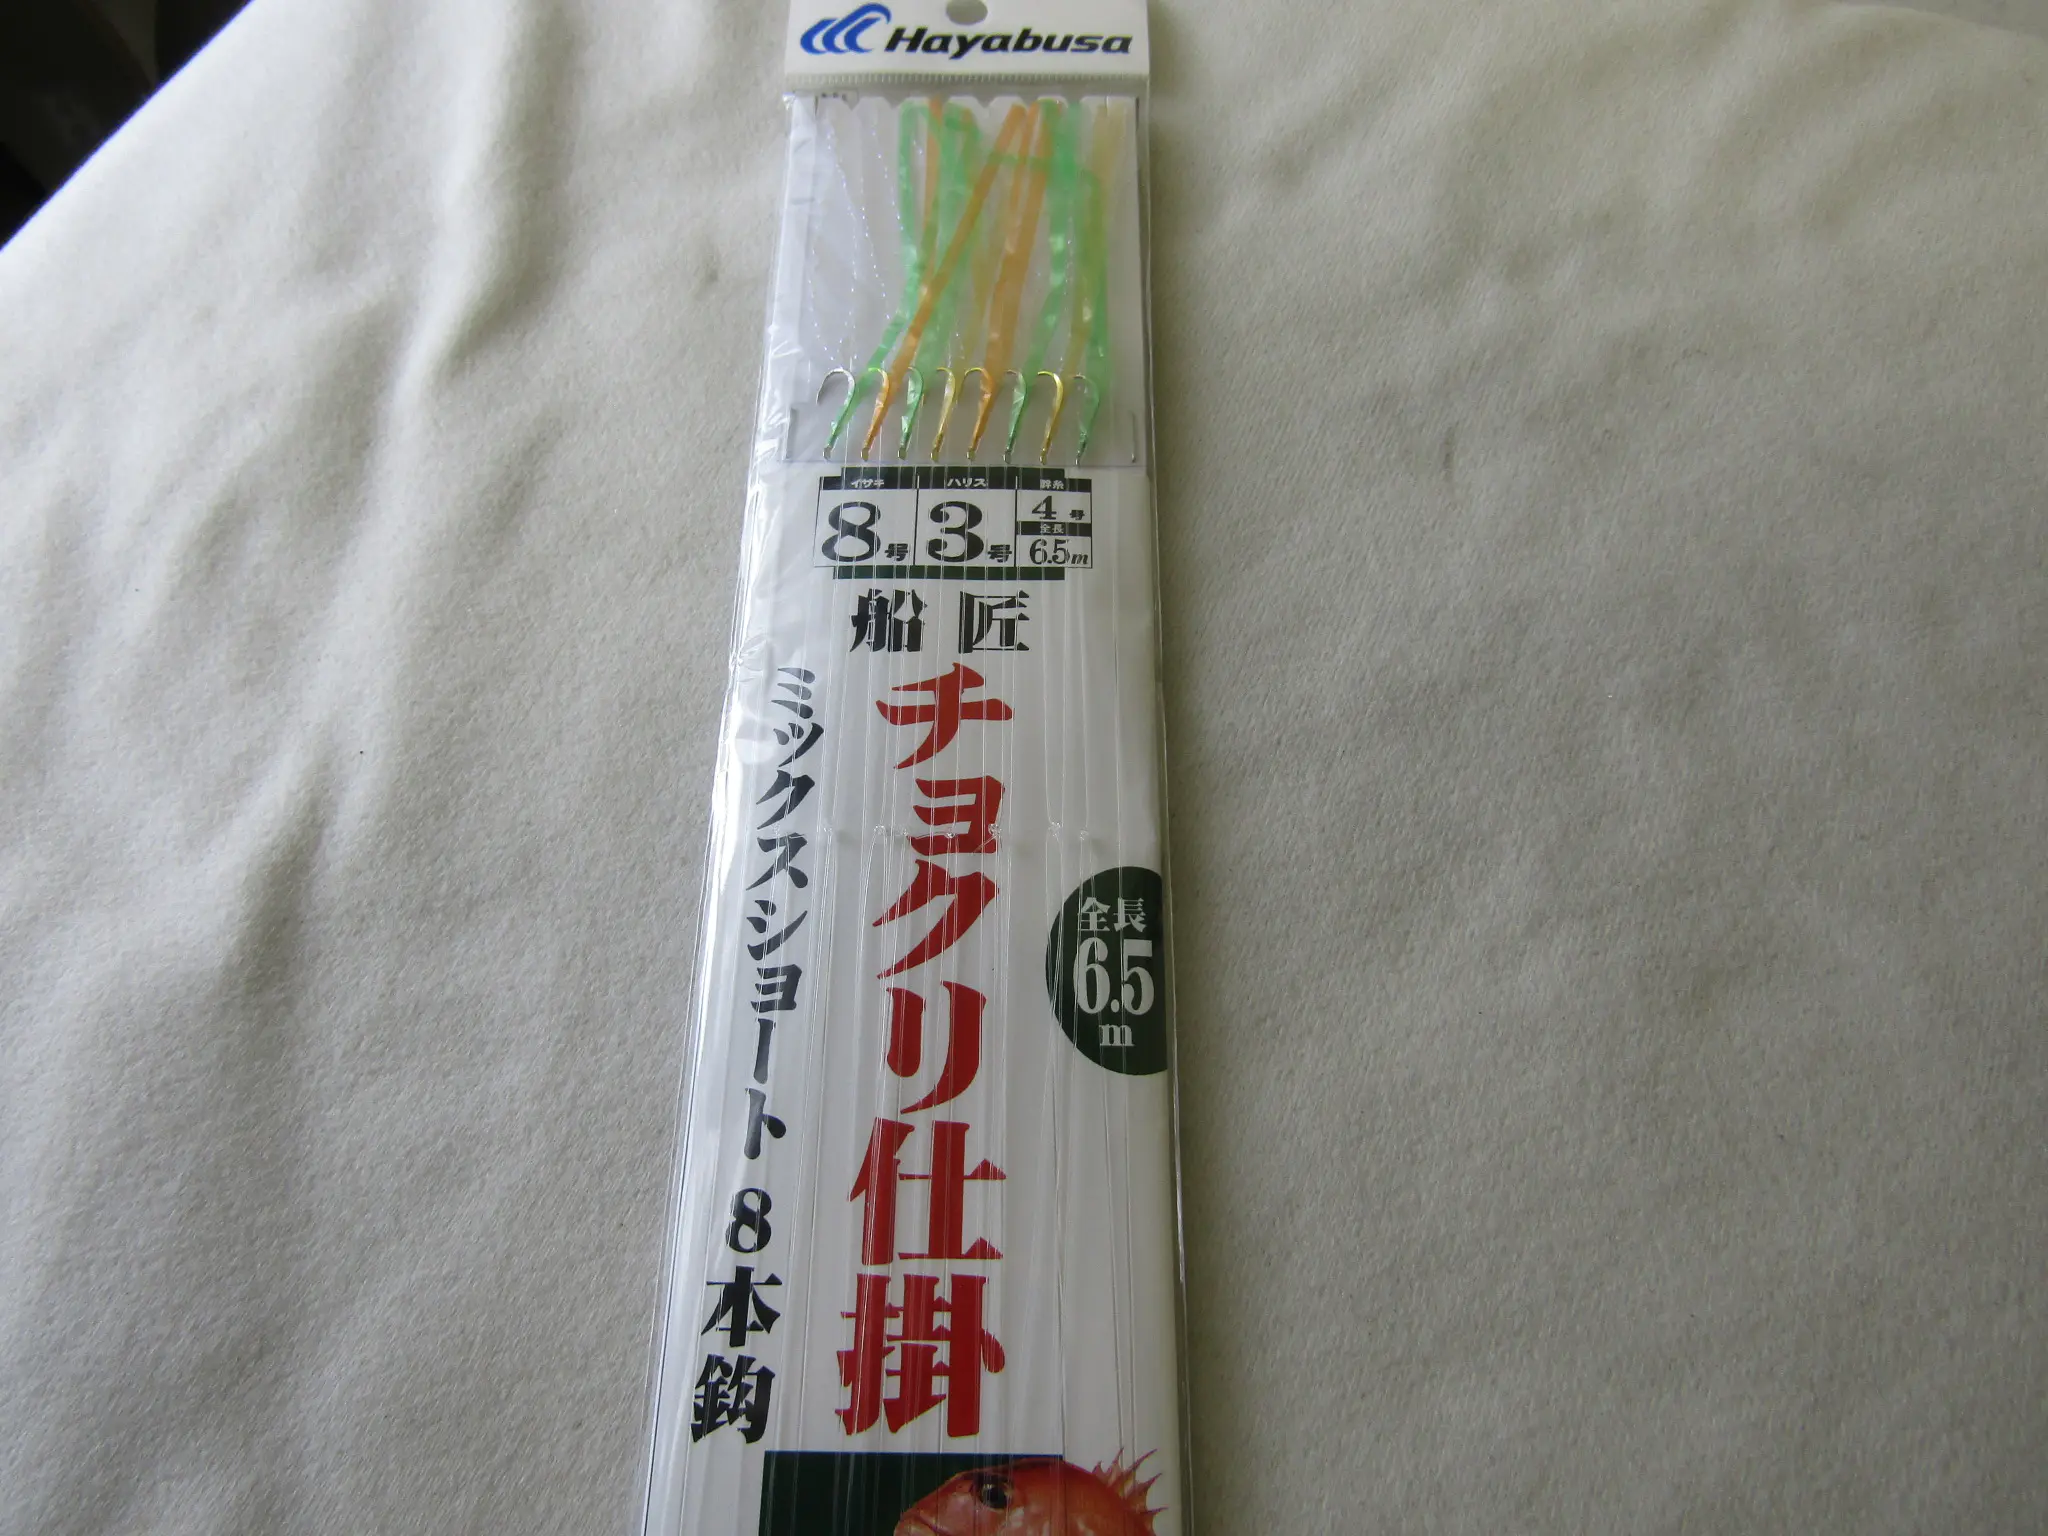 Hayabusa
イサキ
8号
ハリス
3号
幹糸
4号
全長
6.5m
船匠
チョクリ仕掛
ミックスショート8本鈎
全長
6.5
m